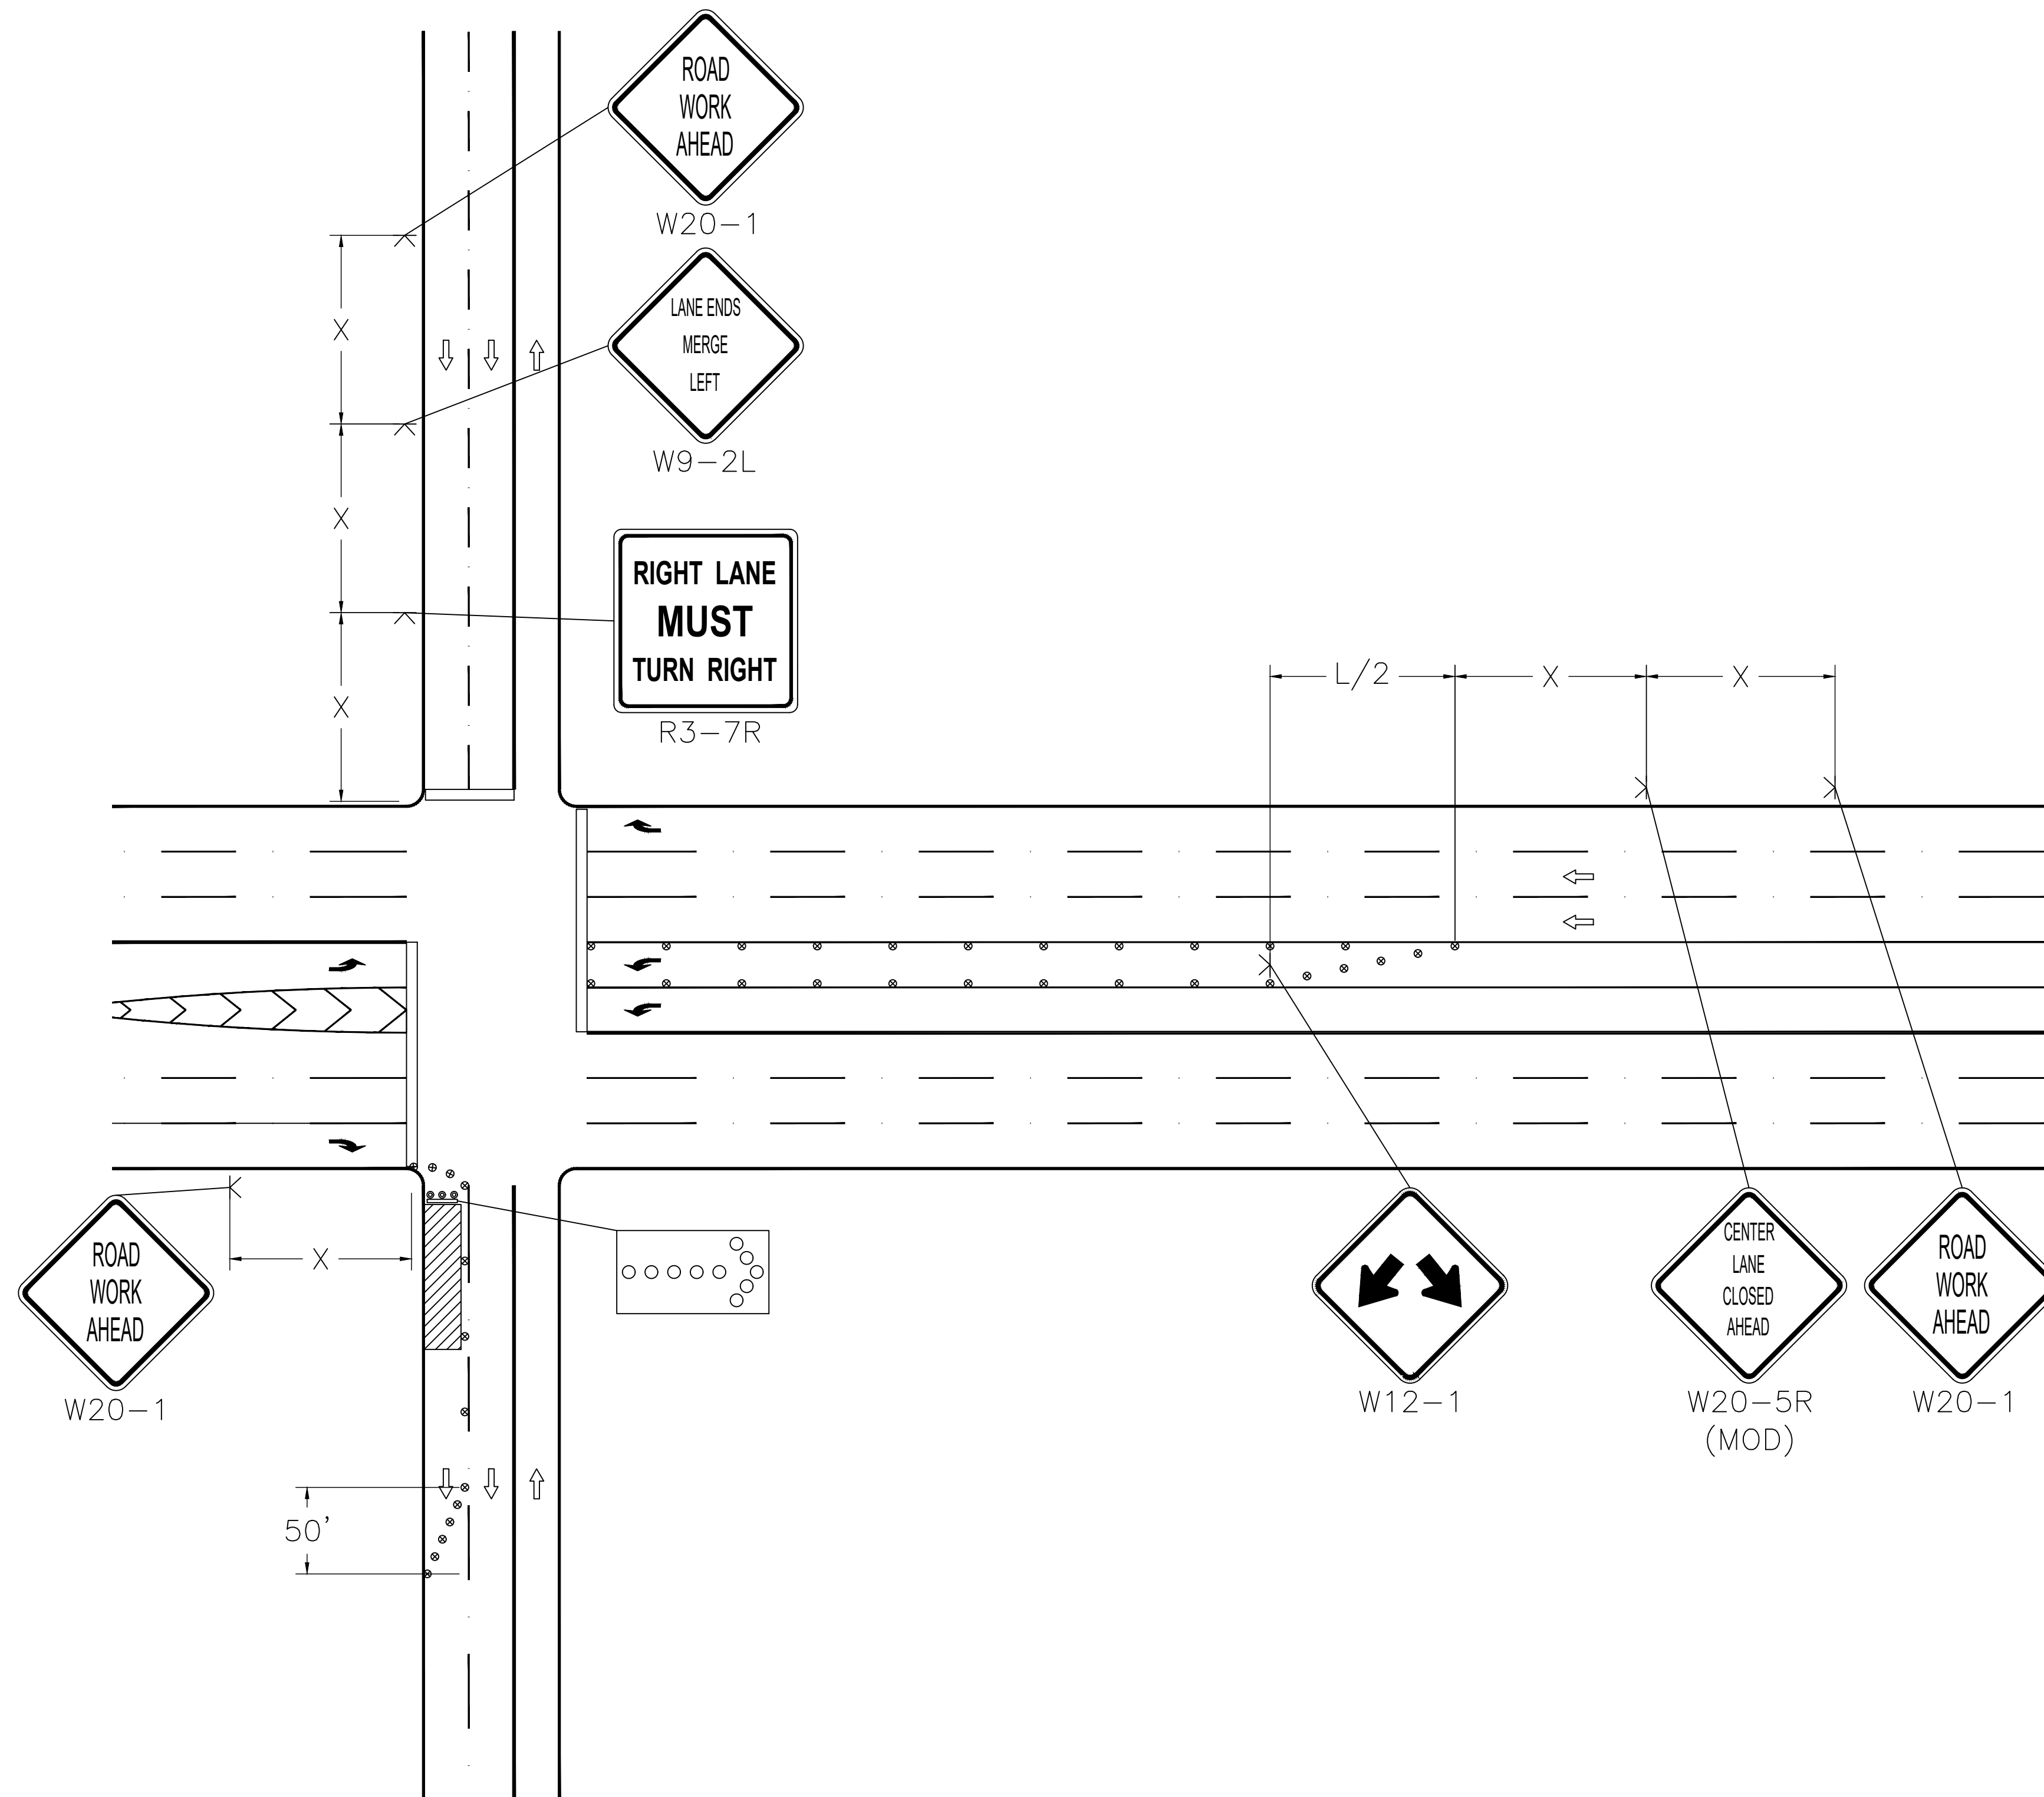 ROAD
WORK
AHEAD
W20-1
X
LANE ENDS
MERGE
LEFT
W9-2L
X
RIGHT LANE
MUST
TURN RIGHT
R3-7R
X
L/2
X
X
ROAD
WORK
AHEAD
W20-1
X
W12-1
CENTER
LANE
CLOSED
AHEAD
W20-5R
(MOD)
ROAD
WORK
AHEAD
W20-1
50'